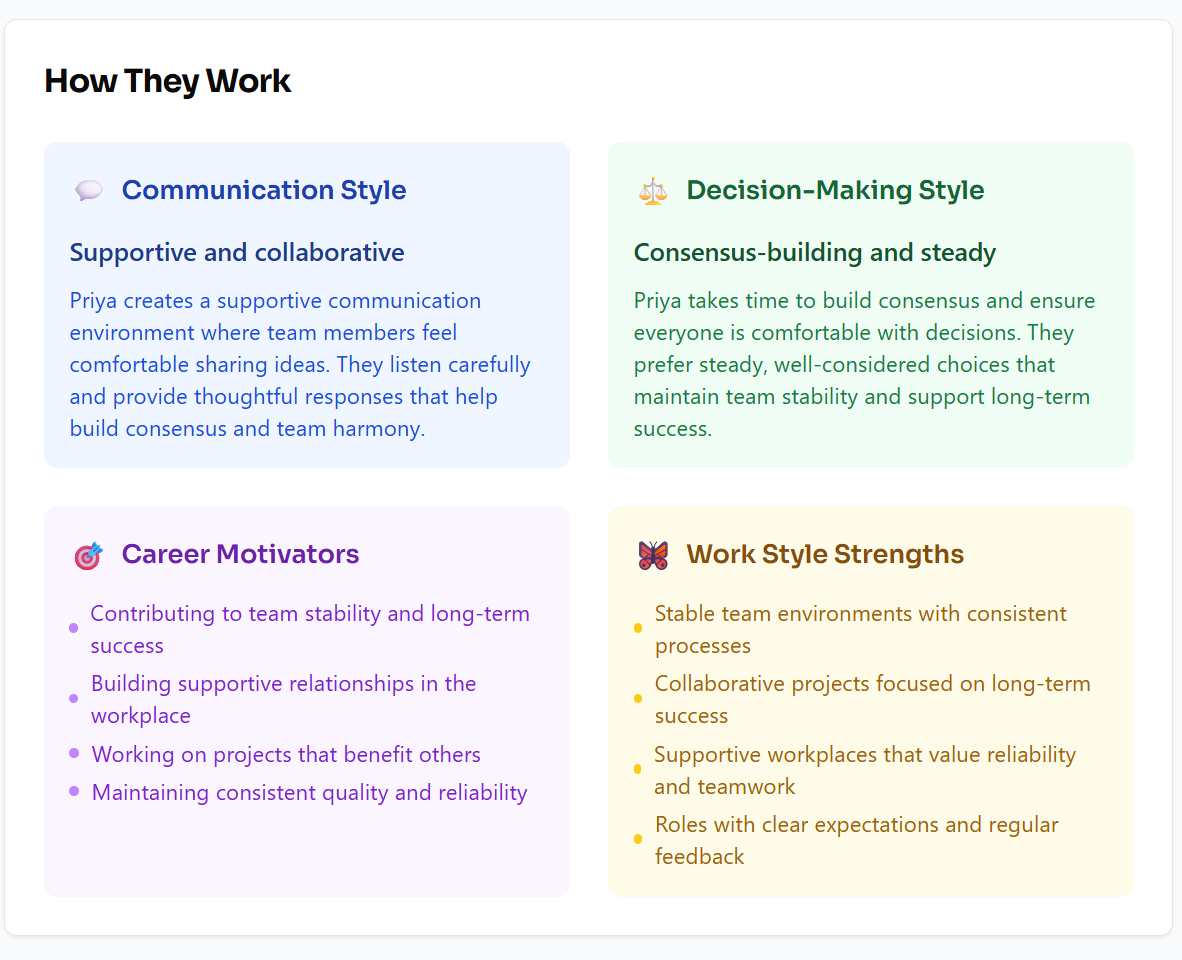 How They Work
Communication Style
Supportive and collaborative
Priya creates a supportive communication
environment where team members feel
comfortable sharing ideas. They listen carefully
and provide thoughtful responses that help
build consensus and team harmony.
Decision-Making Style
Consensus-building and steady
Priya takes time to build consensus and ensure
everyone is comfortable with decisions. They
prefer steady, well-considered choices that
maintain team stability and support long-term
success.
Career Motivators
Contributing to team stability and long-term
success
Building supportive relationships in the
workplace
Working on projects that benefit others
Maintaining consistent quality and reliability
Work Style Strengths
Stable team environments with consistent
processes
Collaborative projects focused on long-term
success
Supportive workplaces that value reliability
and teamwork
Roles with clear expectations and regular
feedback